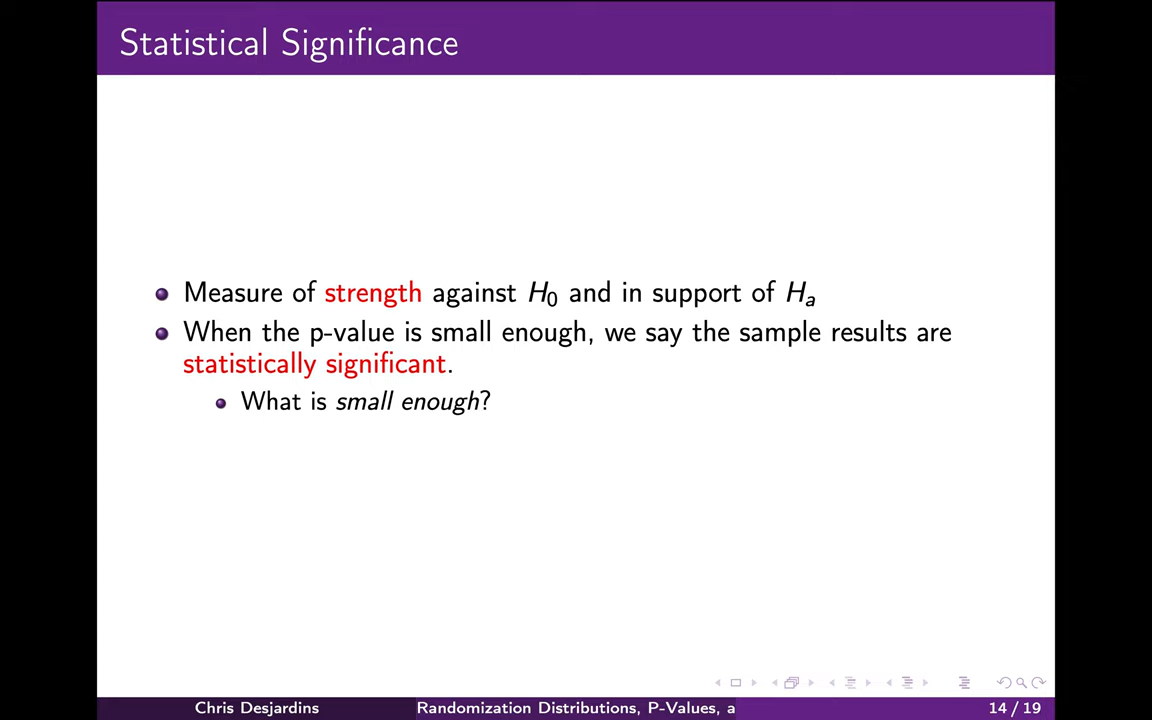 Statistical Significance
Measure of strength against H₀ and in support of Hₐ
When the p-value is small enough, we say the sample results are
statistically significant.
What is small enough?
Chris Desjardins
Randomization Distributions, P-Values, a
14 / 19